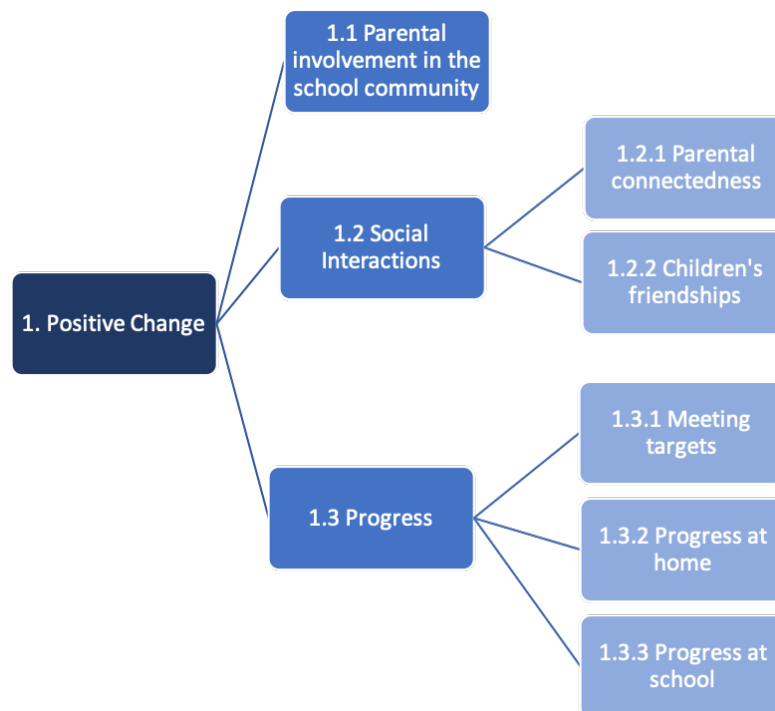 1.1 Parental
involvement in the
school community
1.2.1 Parental
connectedness
1.2 Social
Interactions
1.2.2 Children's
friendships
1. Positive Change
1.3.1 Meeting
targets
1.3 Progress
1.3.2 Progress at
home
1.3.3 Progress at
school